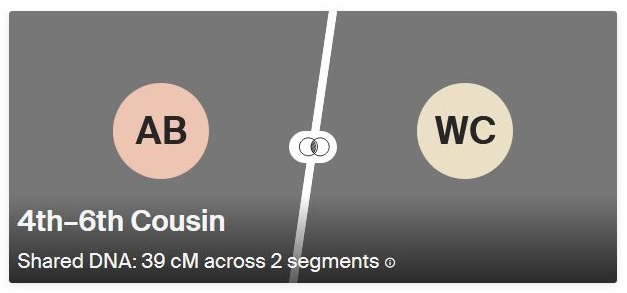 AB
WC
4th–6th Cousin
Shared DNA: 39 cM across 2 segments